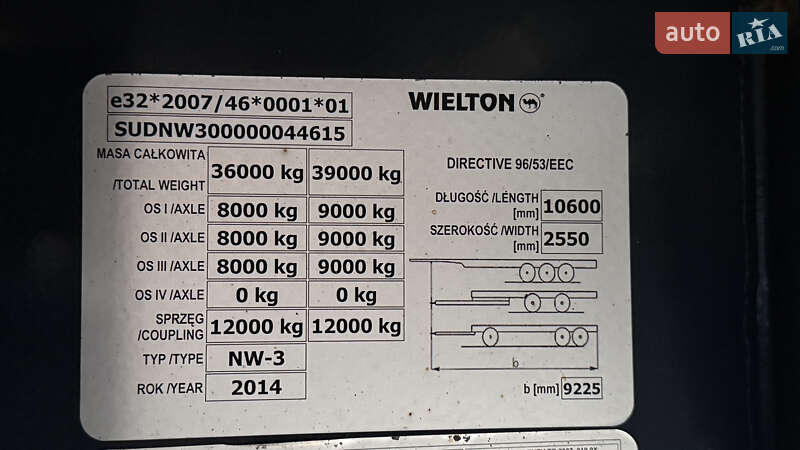 auto RIA
.com
e32*2007/46*0001*01
WIELTON
SUDNW300000044615
MASA CAŁKOWITA
/TOTAL WEIGHT
36000 kg 39000 kg
DIRECTIVE 96/53/EEC
OS I /AXLE 8000 kg 9000 kg
DŁUGOŚĆ /LENGTH
[mm] 10600
OS II /AXLE 8000 kg 9000 kg
SZEROKOŚĆ /WIDTH
[mm] 2550
OS III /AXLE 8000 kg 9000 kg
OS IV /AXLE 0 kg 0 kg
SPRZĘG
/COUPLING 12000 kg 12000 kg
TYP /TYPE NW-3
ROK /YEAR 2014
b
b [mm] 9225